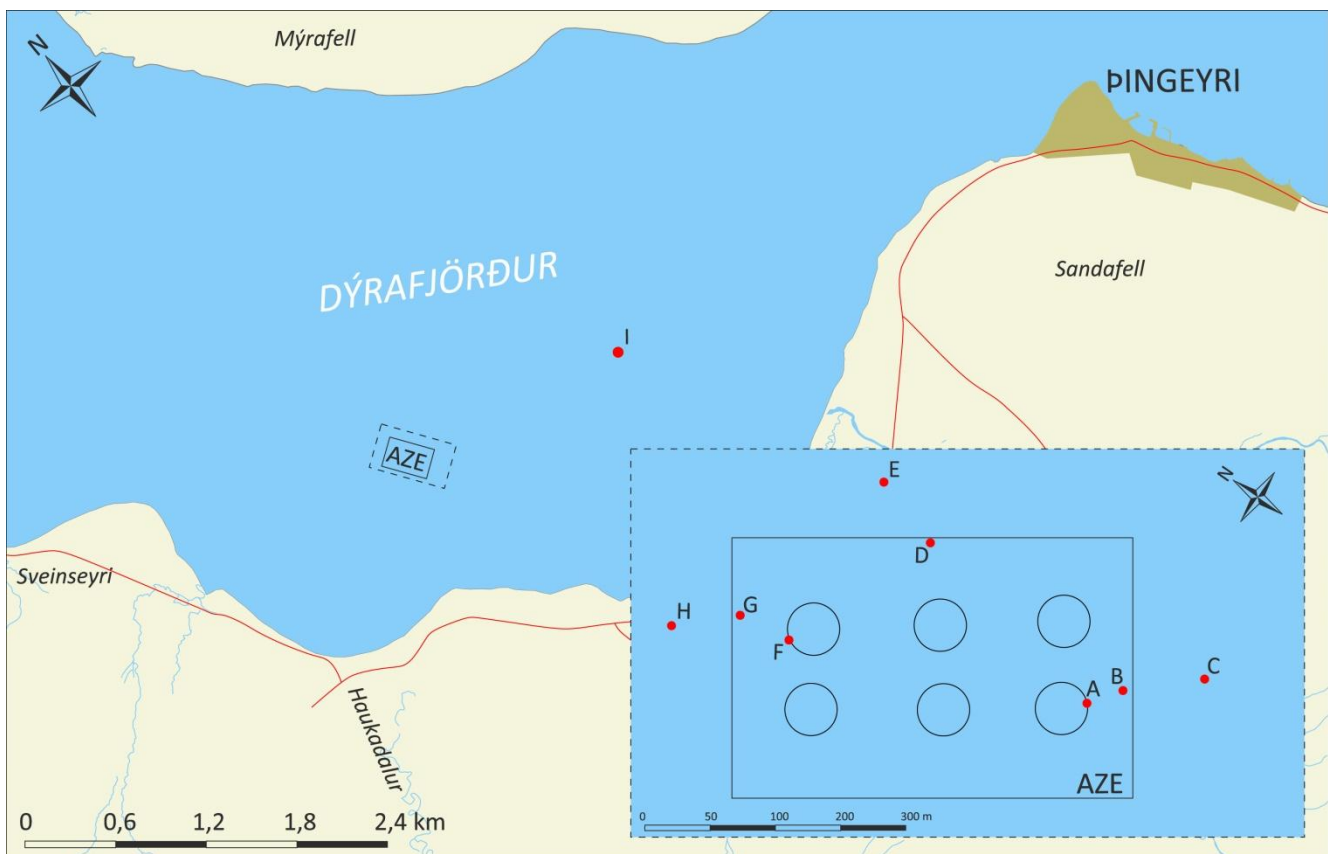 N
Mýrafell
ÞINGEYRI
DÝRAFJÖRÐUR
Sandafell
I
AZE
E
N
D
Sveinseyri
H
G
F
C
B
A
Haukadalur
AZE
0 0,6 1,2 1,8 2,4 km
0 50 100 200 300 m